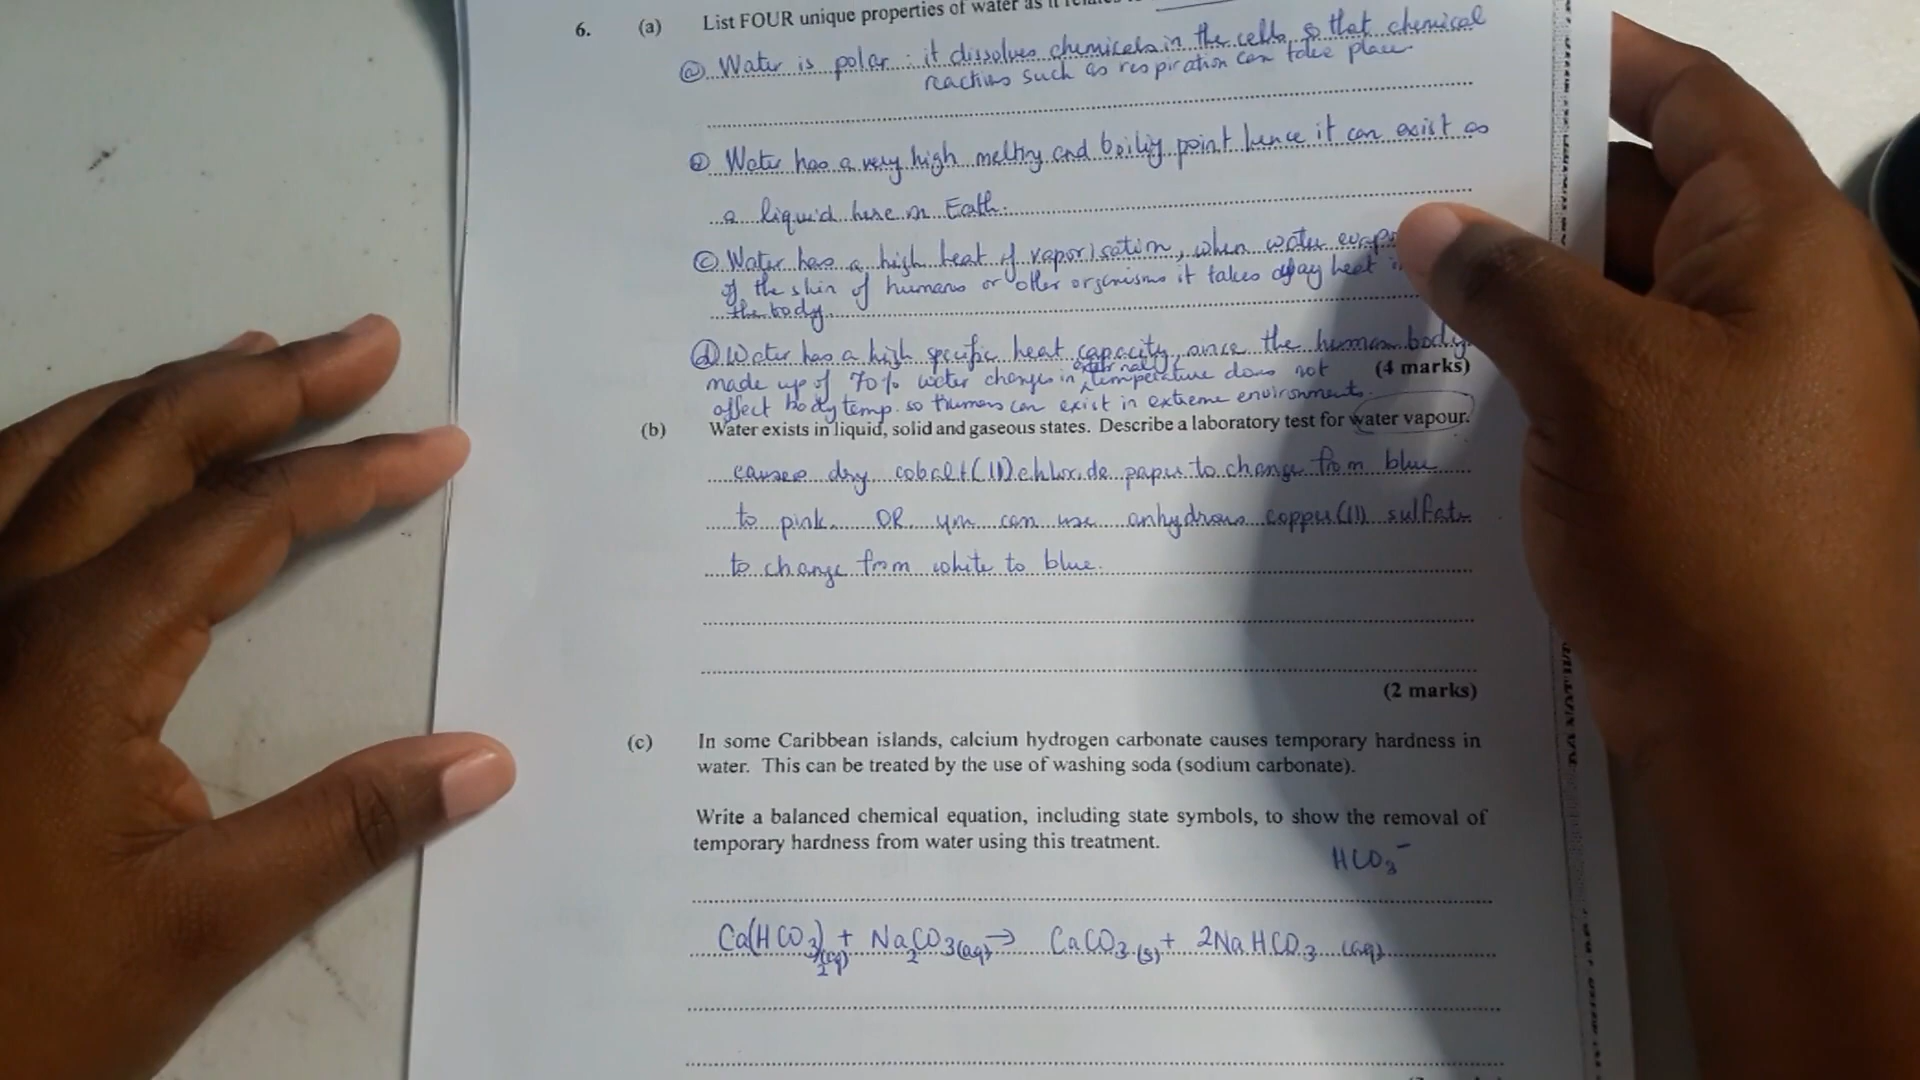 6. (a) List FOUR unique properties of water as it
ⓐ Water is polar : it dissolves chemicals in the cells so that chemical
reactions such as respiration can take place
ⓑ Water has a very high melting and boiling point hence it can exist as
a liquid here on Earth.
ⓒ Water has a high heat of vaporisation, when water
of the skin of humans or other organisms it takes away heat
the body
ⓓ Water has a high specific heat capacity, since the human body
made up of 70% water changes in external temperature does not (4 marks)
affect body temp. so humans can exist in extreme environments.
(b) Water exists in liquid, solid and gaseous states. Describe a laboratory test for water vapour.
causes dry cobalt (II) chloride paper to change from blue
to pink. OR you can use anhydrous copper (II) sulfate
to change from white to blue.
(2 marks)
(c) In some Caribbean islands, calcium hydrogen carbonate causes temporary hardness in
water. This can be treated by the use of washing soda (sodium carbonate).
Write a balanced chemical equation, including state symbols, to show the removal of
temporary hardness from water using this treatment.
HCO₃⁻
Ca(HCO₃)₂(aq) + Na₂CO₃(aq) → CaCO₃(s) + 2NaHCO₃(aq)